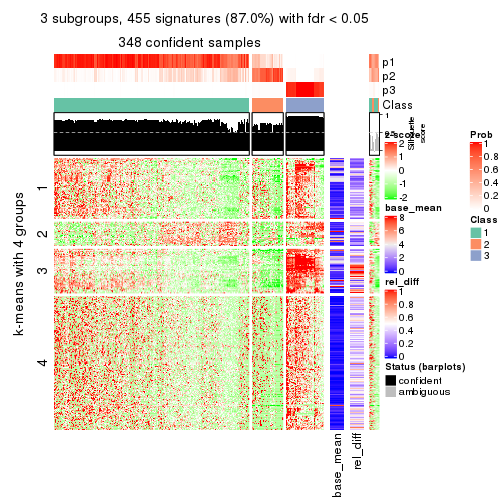 3 subgroups, 455 signatures (87.0%) with fdr < 0.05
348 confident samples
p1
p2
p3
Class
1
0.5
Silhouette
score
k-means with 4 groups
1
2
3
4
base_mean
rel_diff
z-score
2
1
0
-1
-2
base_mean
8
6
4
2
0
rel_diff
1
0.8
0.6
0.4
0.2
0
Status (barplots)
confident
ambiguous
Prob
1
0.8
0.6
0.4
0.2
0
Class
1
2
3